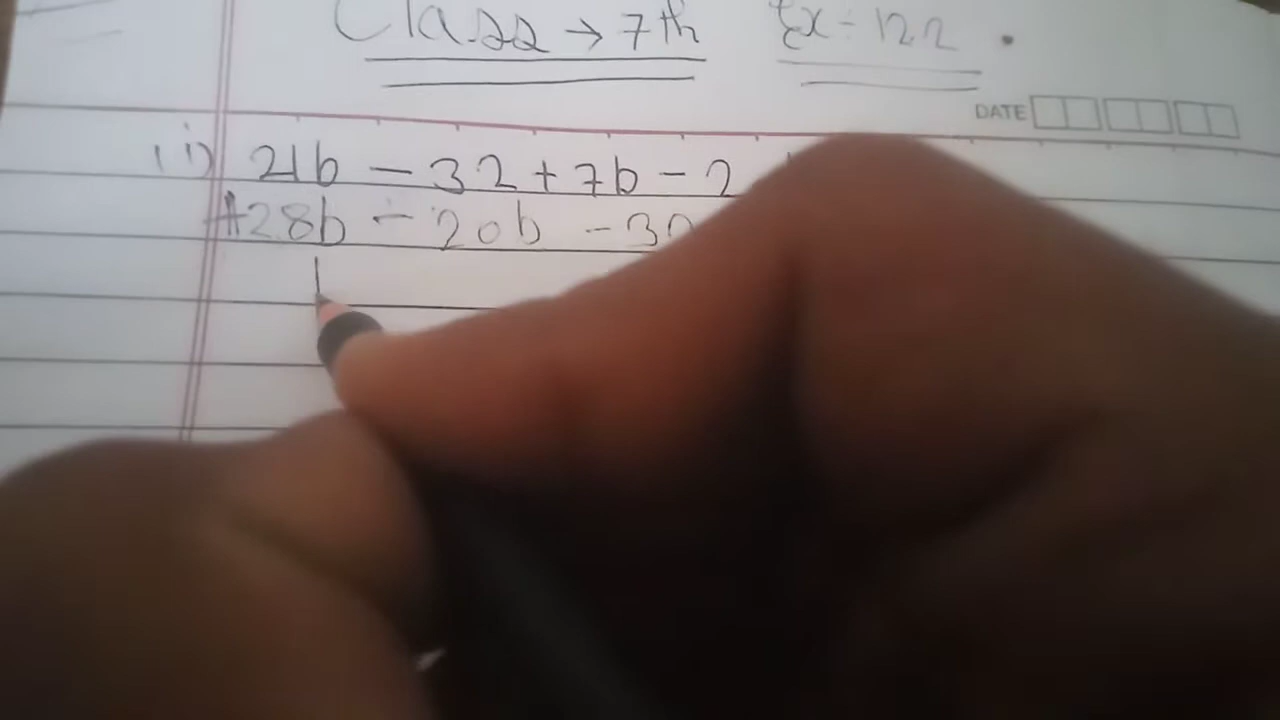 Class → 7th Ex - 12.2
DATE
(i) 21b - 32 + 7b - 2
+28b - 20b - 3